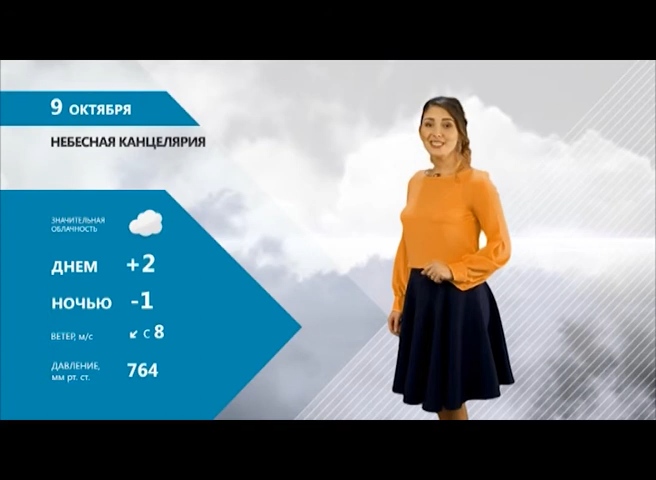 9 ОКТЯБРЯ
НЕБЕСНАЯ КАНЦЕЛЯРИЯ
ЗНАЧИТЕЛЬНАЯ
ОБЛАЧНОСТЬ
ДНЕМ +2
НОЧЬЮ -1
ВЕТЕР, м/с ↙ С 8
ДАВЛЕНИЕ,
мм рт. ст. 764